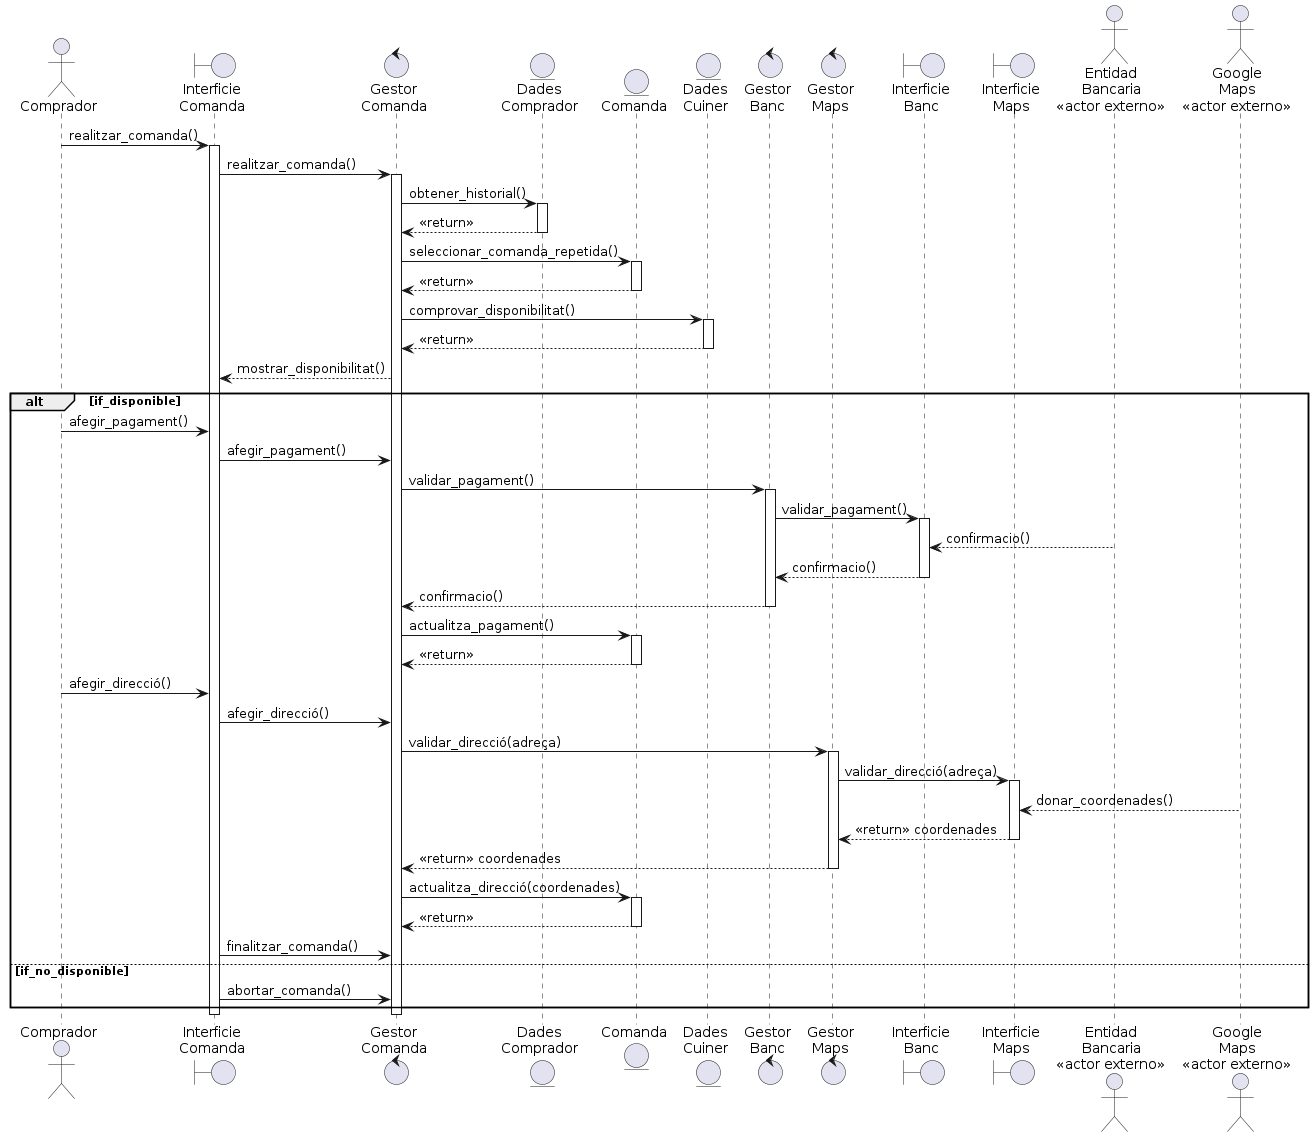 Comprador
Interficie
Comanda
Gestor
Comanda
Dades
Comprador
Comanda
Dades
Cuiner
Gestor
Banc
Gestor
Maps
Interficie
Banc
Interficie
Maps
Entidad
Bancaria
«actor externo»
Google
Maps
«actor externo»
realitzar_comanda()
realitzar_comanda()
obtener_historial()
«return»
seleccionar_comanda_repetida()
«return»
comprovar_disponibilitat()
«return»
mostrar_disponibilitat()
alt [if_disponible]
afegir_pagament()
afegir_pagament()
validar_pagament()
validar_pagament()
confirmacio()
confirmacio()
confirmacio()
actualitza_pagament()
«return»
afegir_direcció()
afegir_direcció()
validar_direcció(adreça)
validar_direcció(adreça)
donar_coordenades()
«return» coordenades
«return» coordenades
actualitza_direcció(coordenades)
«return»
finalitzar_comanda()
[if_no_disponible]
abortar_comanda()
Comprador
Interficie
Comanda
Gestor
Comanda
Dades
Comprador
Comanda
Dades
Cuiner
Gestor
Banc
Gestor
Maps
Interficie
Banc
Interficie
Maps
Entidad
Bancaria
«actor externo»
Google
Maps
«actor externo»